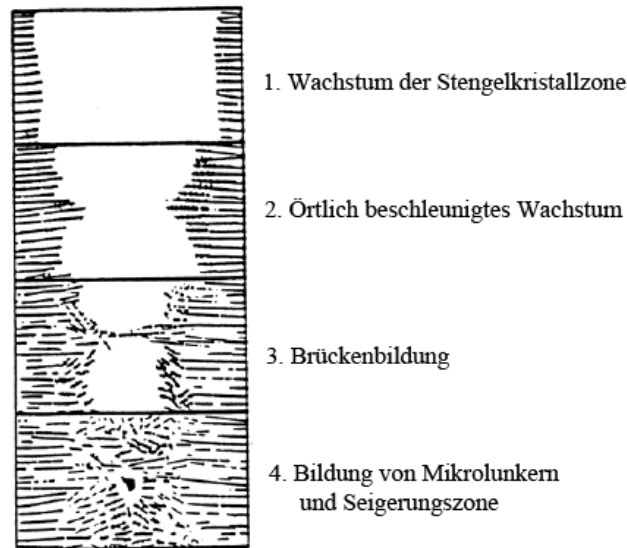 1. Wachstum der Stengelkristallzone
2. Örtlich beschleunigtes Wachstum
3. Brückenbildung
4. Bildung von Mikrolunkern
und Seigerungszone